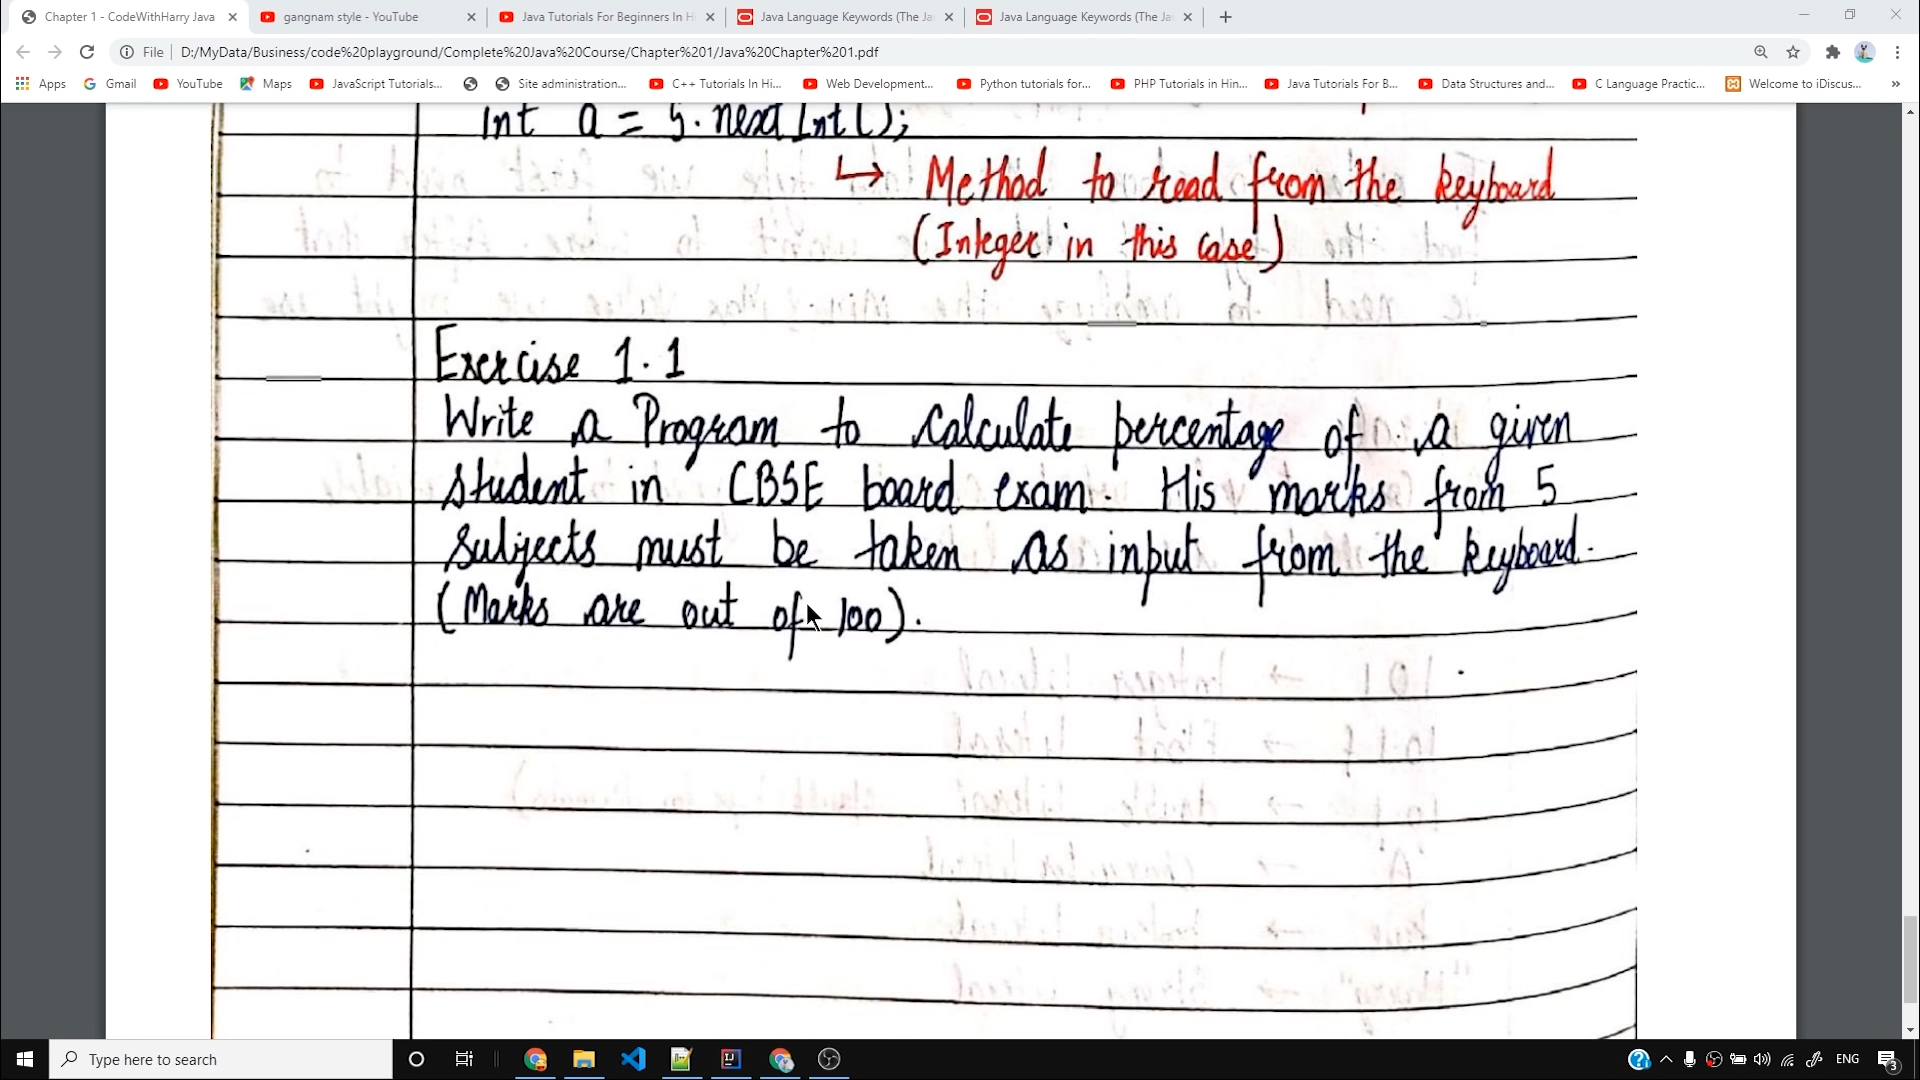 Chapter 1 - CodeWithHarry Java
gangnam style - YouTube
Java Tutorials For Beginners In H
Java Language Keywords (The Ja
Java Language Keywords (The Ja
File | D:/MyData/Business/code%20playground/Complete%20Java%20Course/Chapter%201/Java%20Chapter%201.pdf
Apps Gmail YouTube Maps JavaScript Tutorials... Site administration... C++ Tutorials In Hi... Web Development... Python tutorials for... PHP Tutorials in Hin... Java Tutorials For B... Data Structures and... C Language Practic... Welcome to iDiscus... »
int a = S.nextInt();
↳ Method to read from the keyboard
(Integer in this case)
Exercise 1.1
Write a Program to calculate percentage of a given
student in CBSE board exam. His marks from 5
subjects must be taken as input from the keyboard.
(Marks are out of 100).
Type here to search
ENG
3